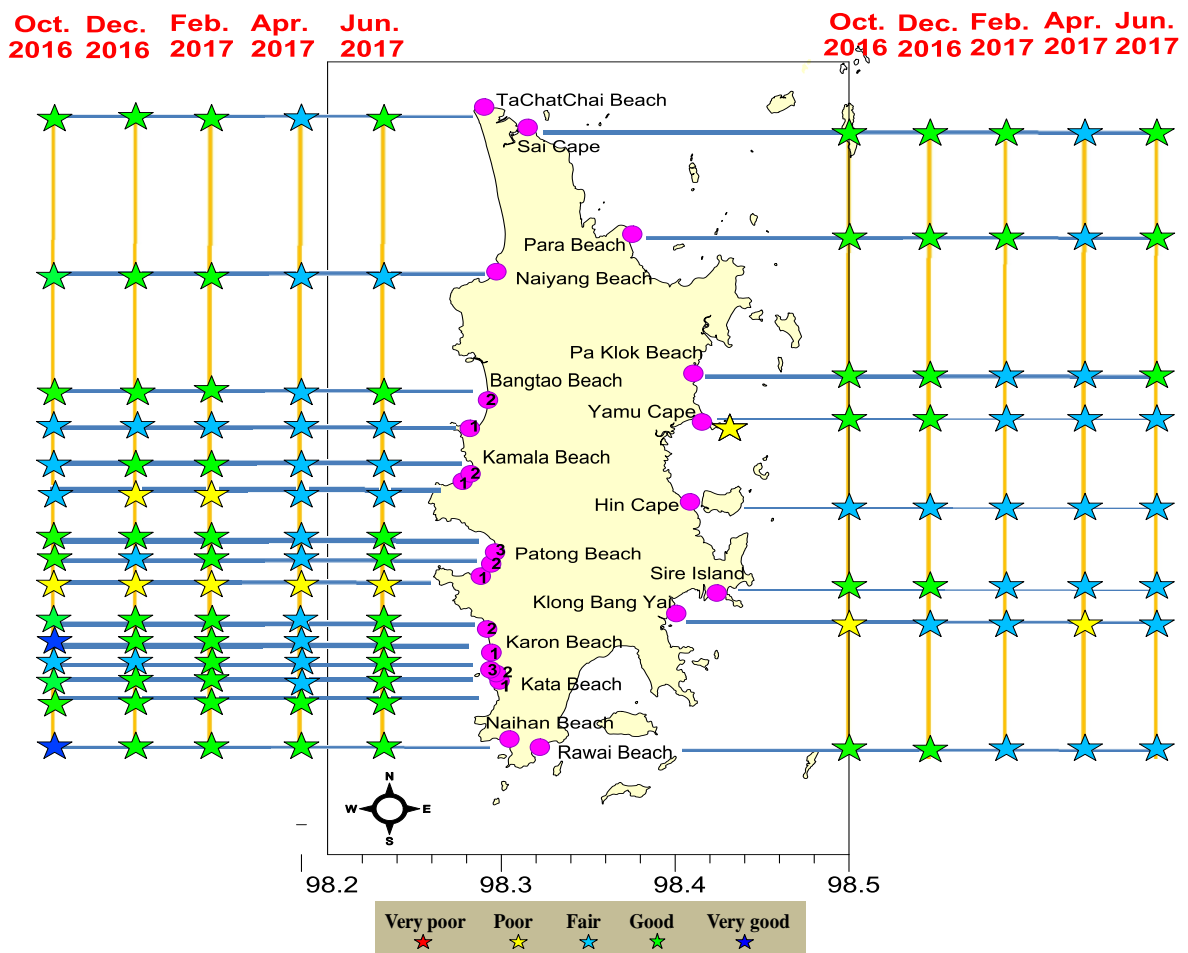 Oct. Dec. Feb. Apr. Jun.
2016 2016 2017 2017 2017
Oct. Dec. Feb. Apr. Jun.
2016 2016 2017 2017 2017
TaChatChai Beach
Sai Cape
Para Beach
Naiyang Beach
Pa Klok Beach
Bangtao Beach
2
Yamu Cape
1
Kamala Beach
2
1
Hin Cape
Patong Beach
3
2
1
Sire Island
Klong Bang Yai
2
Karon Beach
1
3
2
Kata Beach
1
Naihan Beach
Rawai Beach
N
W E
S
98.2 98.3 98.4 98.5
Very poor Poor Fair Good Very good